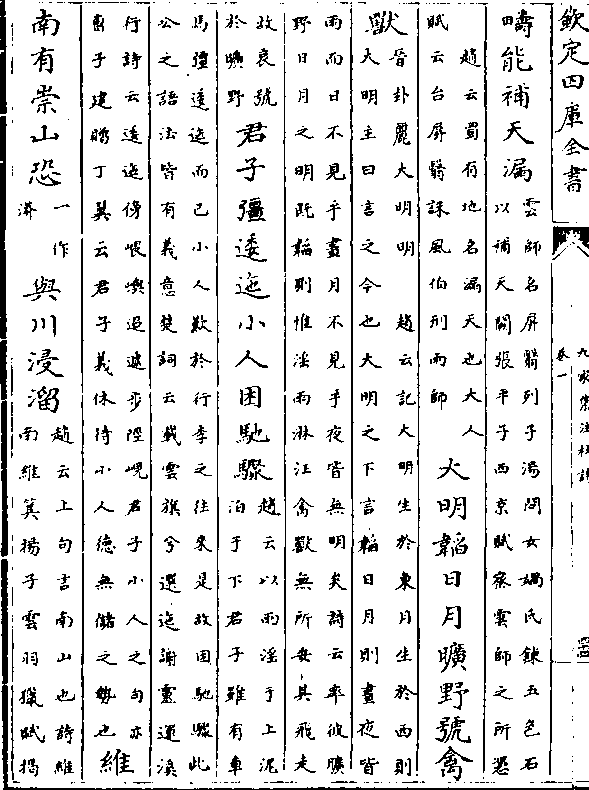 欽定四庫全書
九家集注杜詩
卷一
疇能補天漏
雲師名屏翳列子湯問女媧氏鍊五色石
以補天闕張平子西京賦察雲師之所憑
趙云蜀有地名漏天也大人
賦云召屏翳誅風伯刑雨師
大明韜日月曠野號禽
獸
趙云記大明生於東月生於西則
晉卦麗大明明
大明主日言之今也大明之下言韜日月則晝夜皆
雨而日不見乎晝月不見乎夜皆無明矣詩云率彼曠
野日月之明既韜則惟淫雨淋江禽獸無所安其飛走
故哀號
於曠野
君子彊逶迤小人困馳驟
趙云以雨淫于上泥
泊于下君子雖有車
馬彊逶迤而已小人歎於行李之往來是故困馳驟此
公之語法皆有義意楚詞云載雲旗兮逶迤謝靈運溪
行詩云逶迤傍隈隩迢遞步陘峴君子小人之句亦
曹子建贈丁翼云君子義休偫小人德無儲之勢也
維
南有崇山恐
一作
濟
與川浸溜
趙云上句言南山也詩維
南維箕揚子雲羽獵賦揭